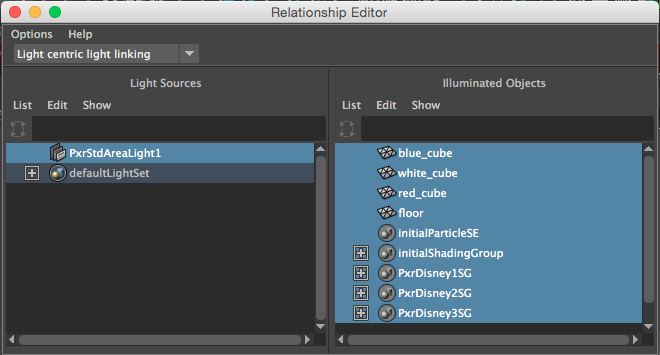 Relationship Editor
Options Help
Light centric light linking
Light Sources
List Edit Show
PxrStdAreaLight1
defaultLightSet
Illuminated Objects
List Edit Show
blue_cube
white_cube
red_cube
floor
initialParticleSE
initialShadingGroup
PxrDisney1SG
PxrDisney2SG
PxrDisney3SG